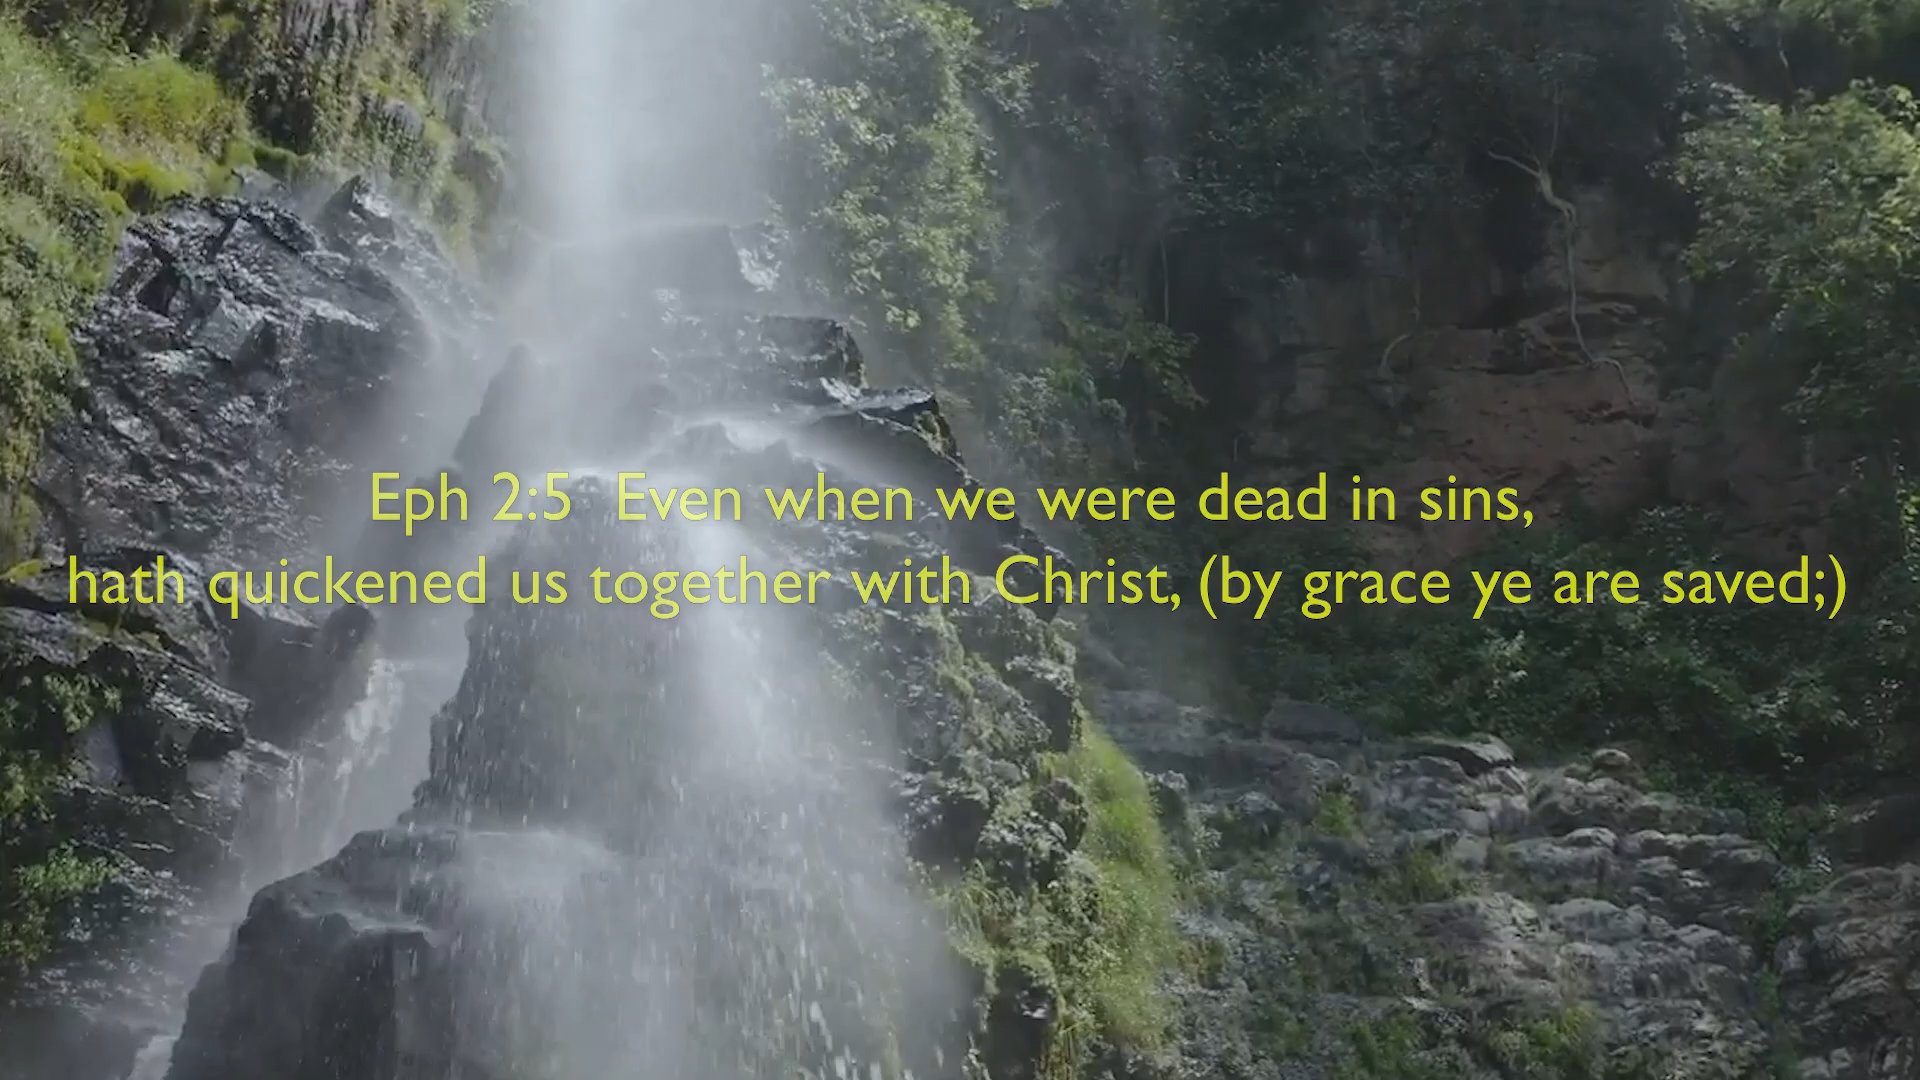 Eph 2:5  Even when we were dead in sins,
hath quickened us together with Christ, (by grace ye are saved;)